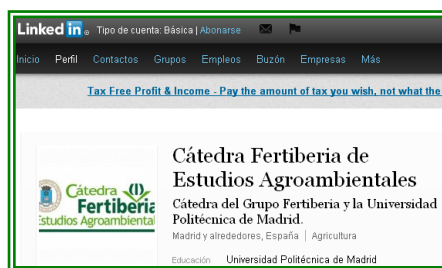 Linked in® Tipo de cuenta: Básica | Abonarse
Inicio Perfil Contactos Grupos Empleos Buzón Empresas Más
Tax Free Profit & Income - Pay the amount of tax you wish, not what the
Cátedra Fertiberia de
Estudios Agroambientales
Cátedra
Fertiberia
Estudios Agroambientales
Cátedra del Grupo Fertiberia y la Universidad
Politécnica de Madrid.
Madrid y alrededores, España | Agricultura
Educación Universidad Politécnica de Madrid